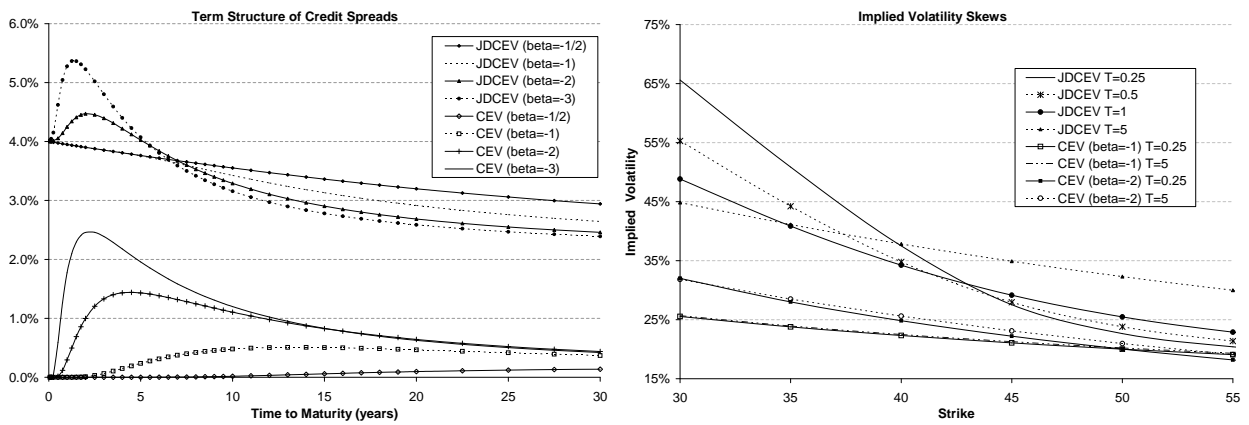 Term Structure of Credit Spreads
6.0%
5.0%
4.0%
3.0%
2.0%
1.0%
0.0%
0
5
10
15
20
25
30
Time to Maturity (years)
JDCEV (beta=-1/2)
JDCEV (beta=-1)
JDCEV (beta=-2)
JDCEV (beta=-3)
CEV (beta=-1/2)
CEV (beta=-1)
CEV (beta=-2)
CEV (beta=-3)
Implied Volatility Skews
75%
65%
55%
45%
35%
25%
15%
Implied Volatility
30
35
40
45
50
55
Strike
JDCEV T=0.25
JDCEV T=0.5
JDCEV T=1
JDCEV T=5
CEV (beta=-1) T=0.25
CEV (beta=-1) T=5
CEV (beta=-2) T=0.25
CEV (beta=-2) T=5